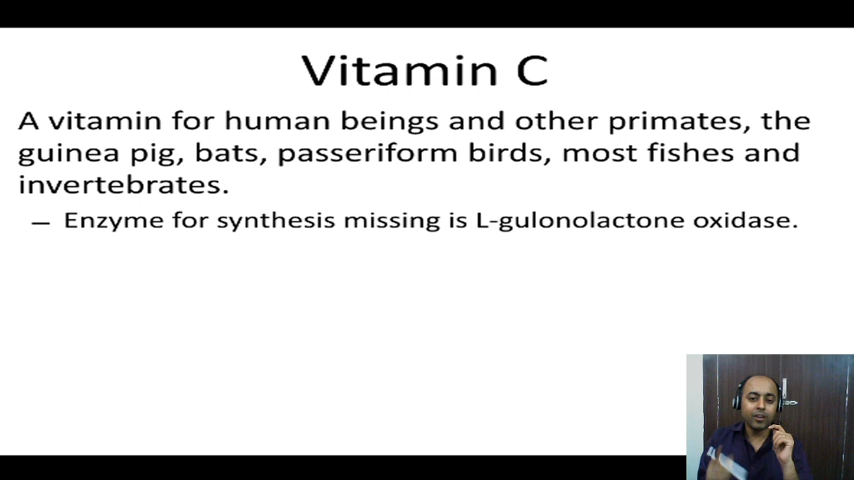 Vitamin C
A vitamin for human beings and other primates, the
guinea pig, bats, passeriform birds, most fishes and
invertebrates.
– Enzyme for synthesis missing is L-gulonolactone oxidase.